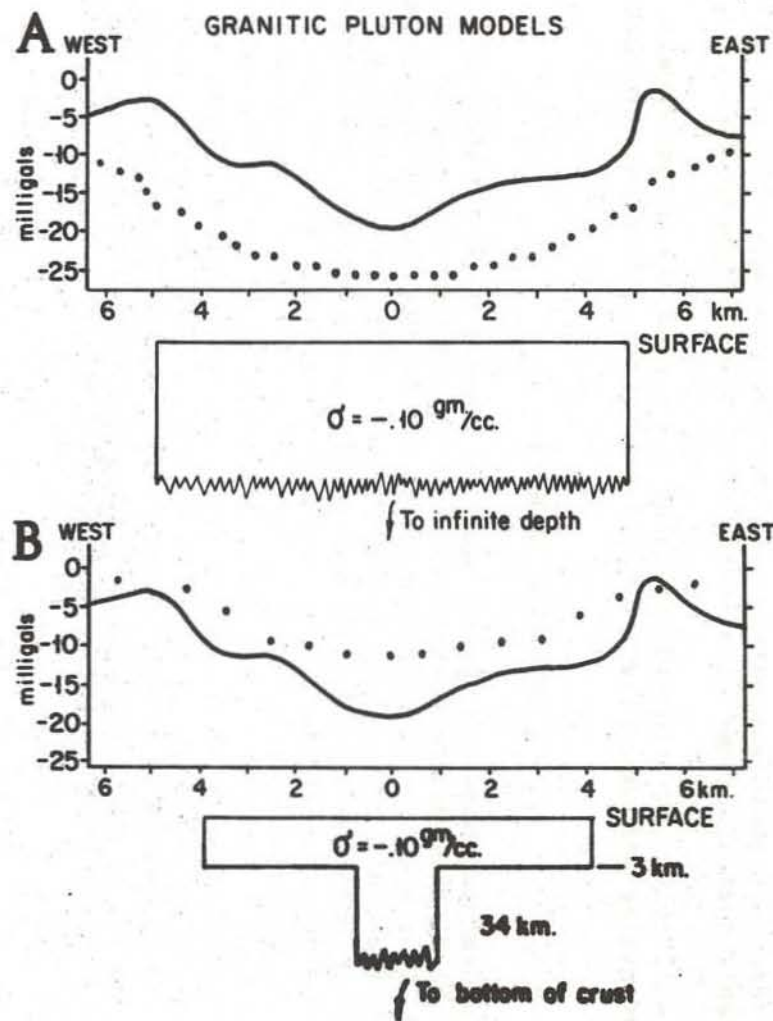 A GRANITIC PLUTON MODELS
WEST EAST
0
-5
-10
-15
-20
-25
milligals
6 4 2 0 2 4 6 km.
SURFACE
σ = -.10 gm/cc.
To infinite depth
B WEST EAST
0
-5
-10
-15
-20
-25
milligals
6 4 2 0 2 4 6km.
SURFACE
σ = -.10 gm/cc.
3 km.
34 km.
To bottom of crust